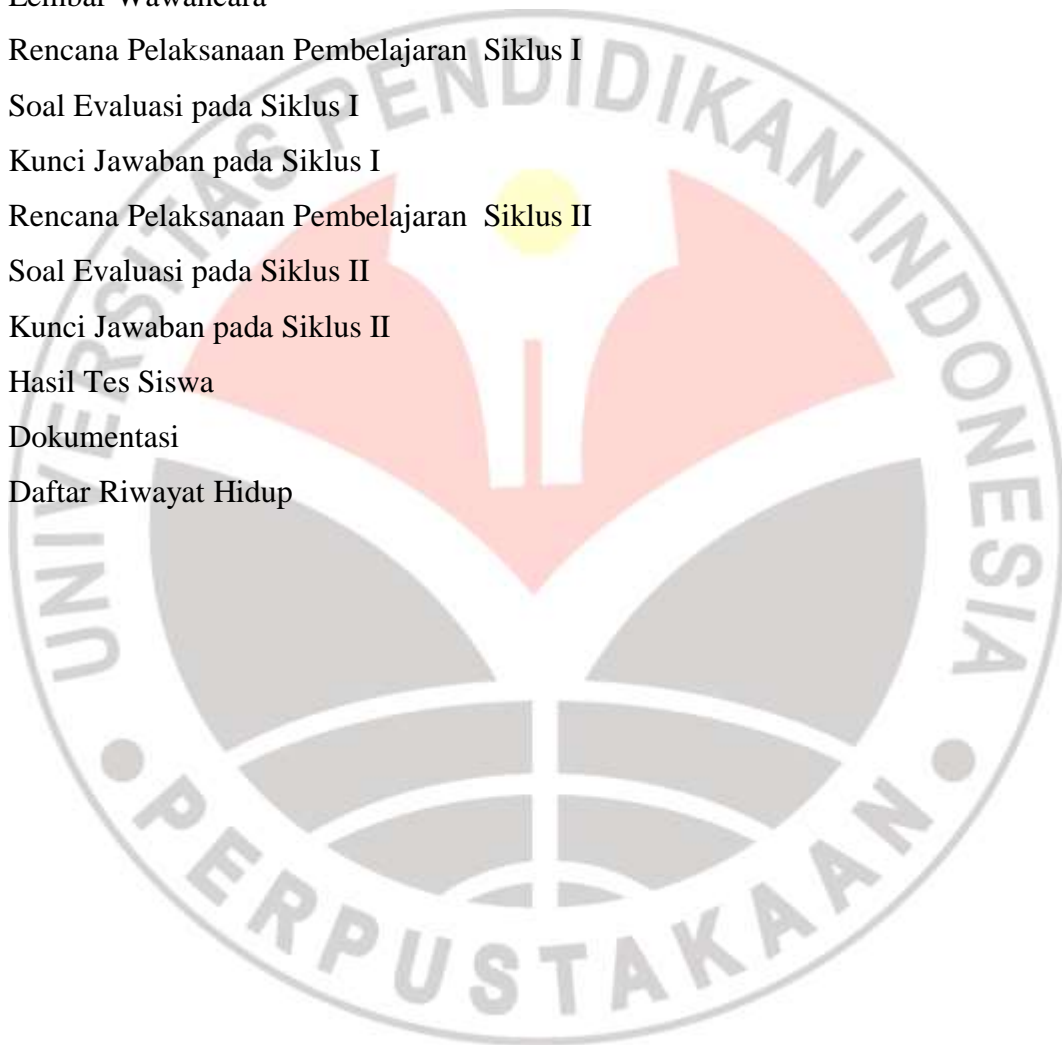 Lembar Wawancara
Rencana Pelaksanaan Pembelajaran Siklus I
Soal Evaluasi pada Siklus I
Kunci Jawaban pada Siklus I
Rencana Pelaksanaan Pembelajaran Siklus II
Soal Evaluasi pada Siklus II
Kunci Jawaban pada Siklus II
Hasil Tes Siswa
Dokumentasi
Daftar Riwayat Hidup
UNIVERSITAS PENDIDIKAN INDONESIA
PERPUSTAKAAN